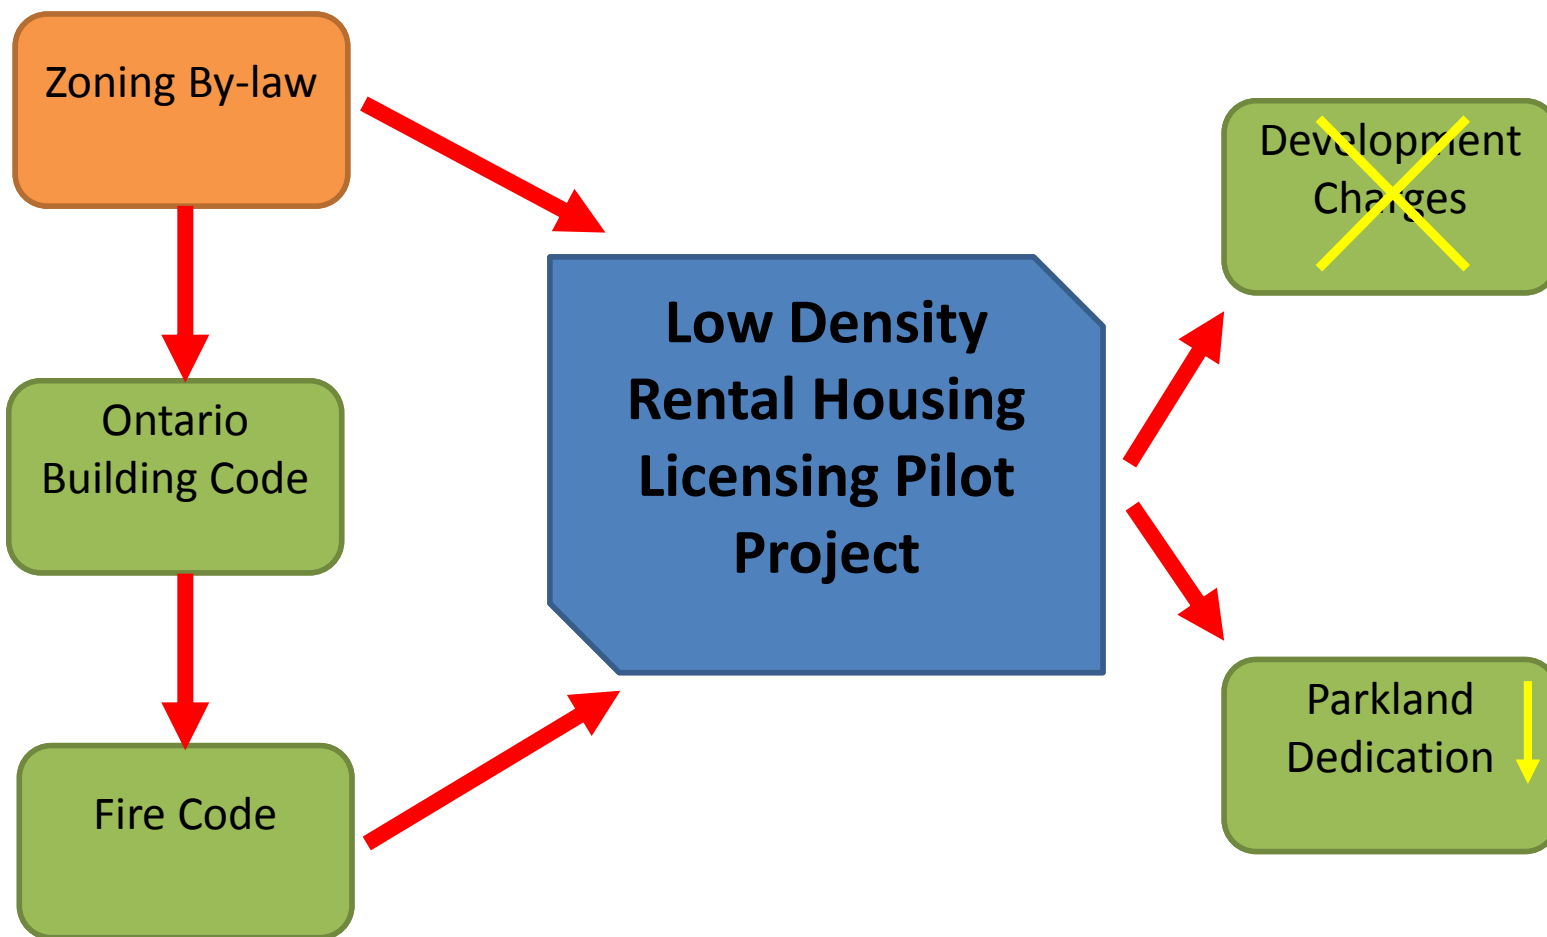 Zoning By-law
Ontario
Building Code
Fire Code
Low Density
Rental Housing
Licensing Pilot
Project
Development
Charges
Parkland
Dedication